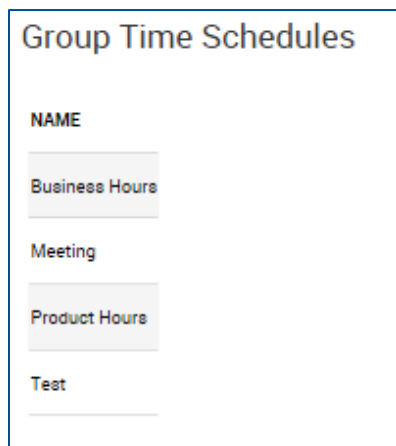 Group Time Schedules
NAME
Business Hours
Meeting
Product Hours
Test